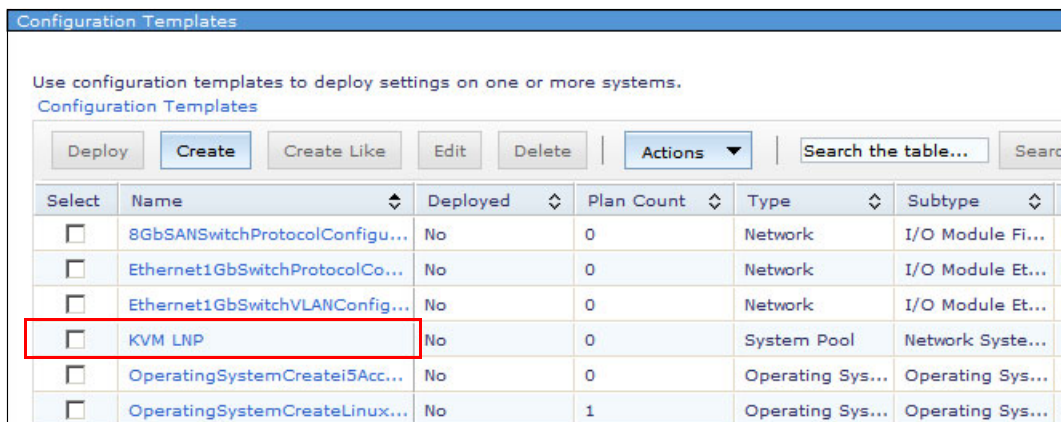 Configuration Templates
Use configuration templates to deploy settings on one or more systems.
Configuration Templates
Deploy Create Create Like Edit Delete Actions Search the table... Searc
Select Name Deployed Plan Count Type Subtype
8GbSANSwitchProtocolConfigu... No 0 Network I/O Module Fi...
Ethernet1GbSwitchProtocolCo... No 0 Network I/O Module Et...
Ethernet1GbSwitchVLANConfig... No 0 Network I/O Module Et...
KVM LNP No 0 System Pool Network Syste...
OperatingSystemCreatei5Acc... No 0 Operating Sys... Operating Sys...
OperatingSystemCreateLinux... No 1 Operating Sys... Operating Sys...